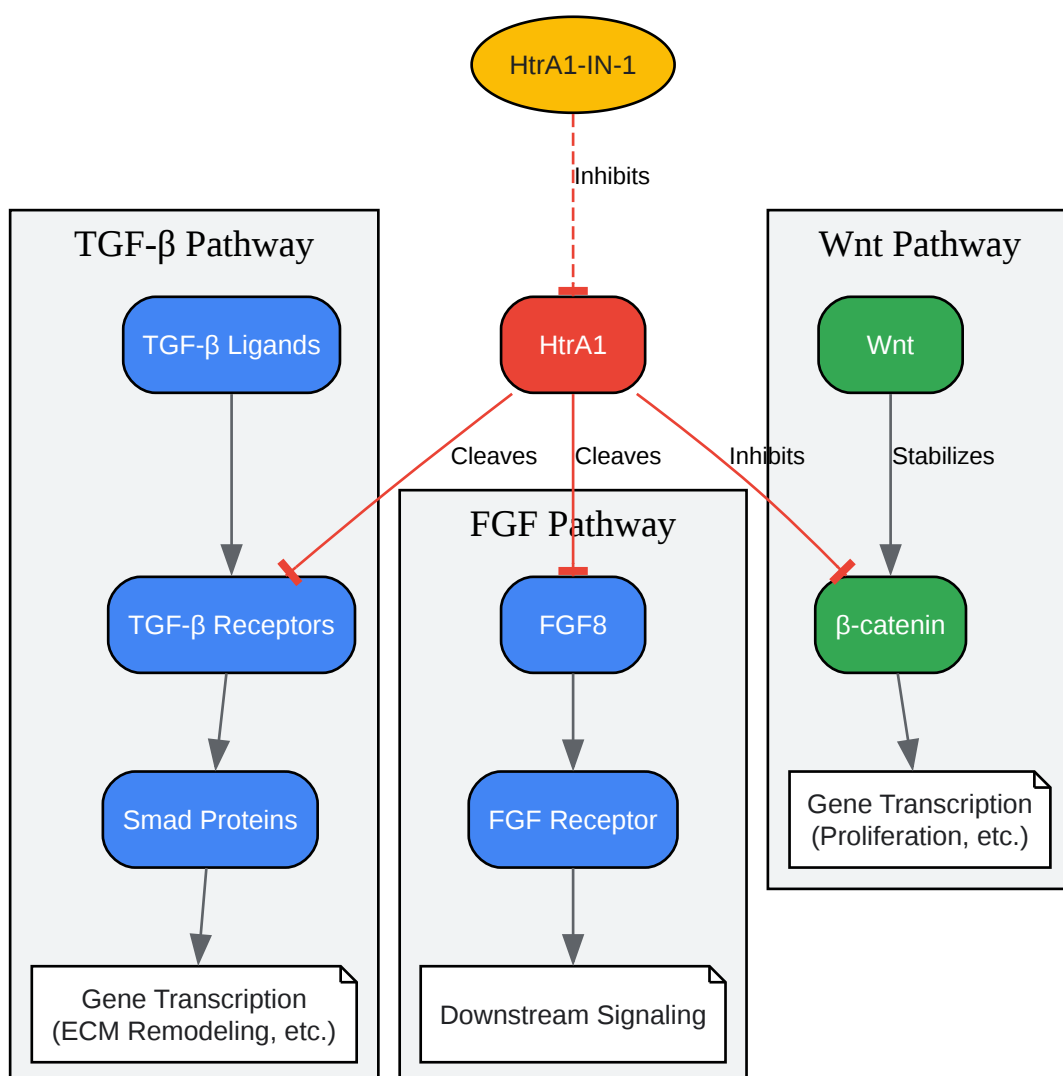 HtrA1-IN-1
Inhibits
TGF-β Pathway
Wnt Pathway
TGF-β Ligands
HtrA1
Wnt
Cleaves
Cleaves
Inhibits
Stabilizes
FGF Pathway
TGF-β Receptors
FGF8
β-catenin
Smad Proteins
FGF Receptor
Gene Transcription
(Proliferation, etc.)
Gene Transcription
(ECM Remodeling, etc.)
Downstream Signaling